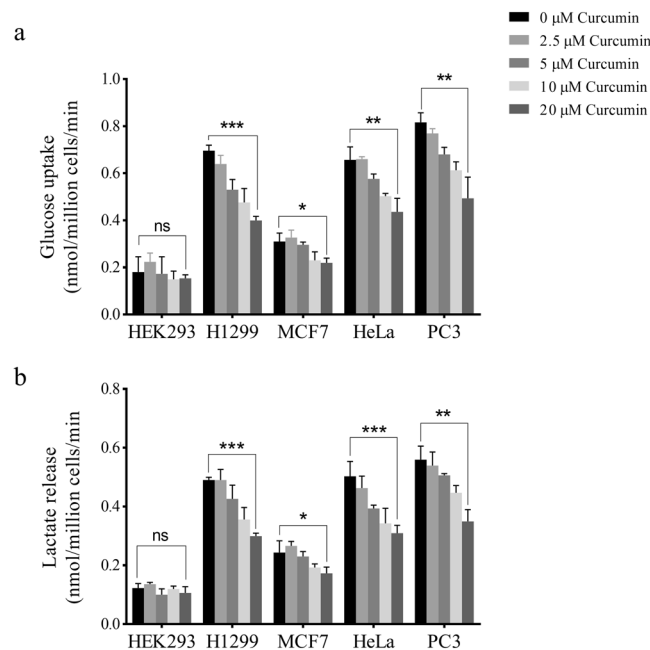 a
0 μM Curcumin
2.5 μM Curcumin
5 μM Curcumin
10 μM Curcumin
20 μM Curcumin
Glucose uptake
(nmol/million cells/min)
1.0
0.8
0.6
0.4
0.2
0.0
ns
***
*
**
**
HEK293 H1299 MCF7 HeLa PC3
b
Lactate release
(nmol/million cells/min)
0.8
0.6
0.4
0.2
0.0
ns
***
*
***
**
HEK293 H1299 MCF7 HeLa PC3